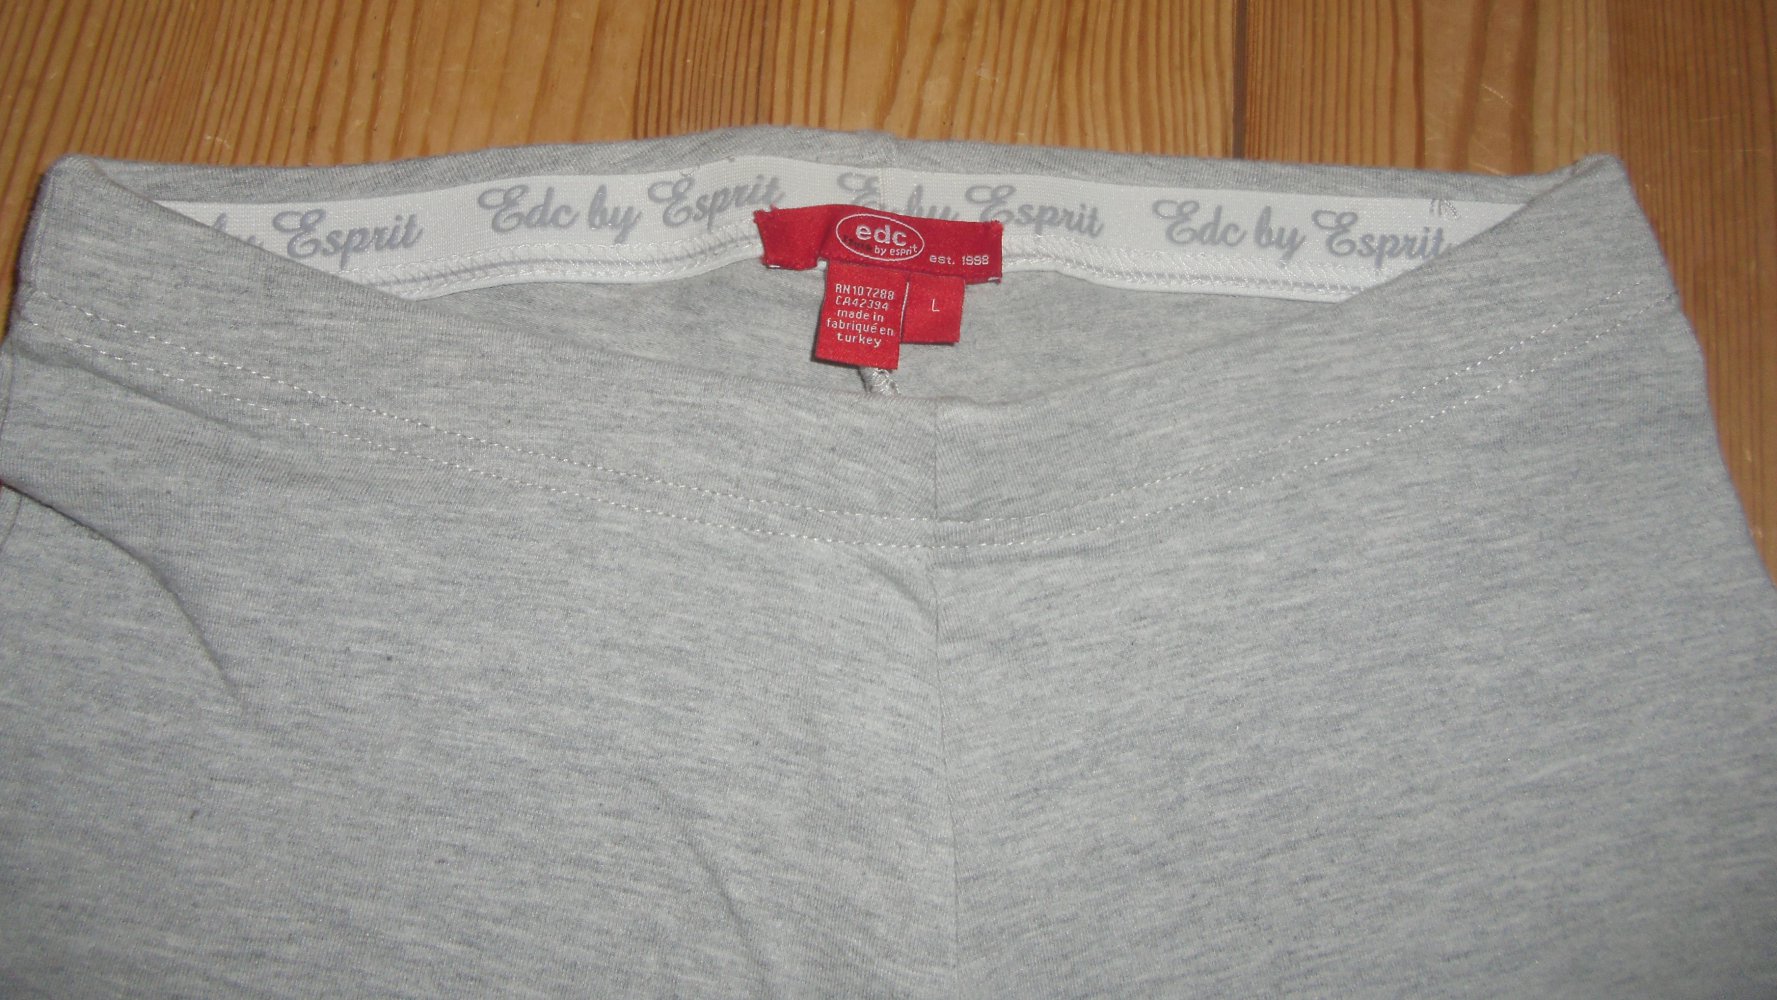 by Esprit
Edc by Esprit
Edc by Esprit
Edc by Esprit
edc
by esprit
est. 1998
RN107288
CA42394
made in
fabriqué en
turkey
L